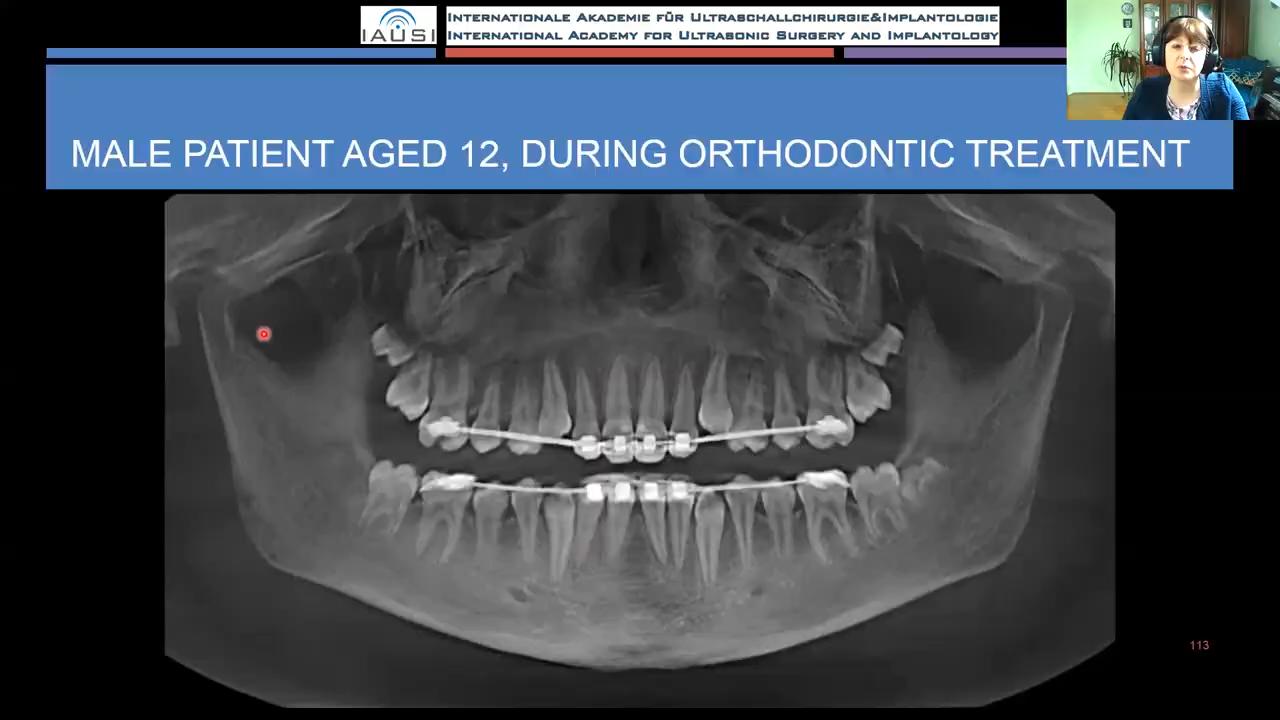 IAUSI
INTERNATIONALE AKADEMIE FÜR ULTRASCHALLCHIRURGIE&IMPLANTOLOGIE
INTERNATIONAL ACADEMY FOR ULTRASONIC SURGERY AND IMPLANTOLOGY
MALE PATIENT AGED 12, DURING ORTHODONTIC TREATMENT
113